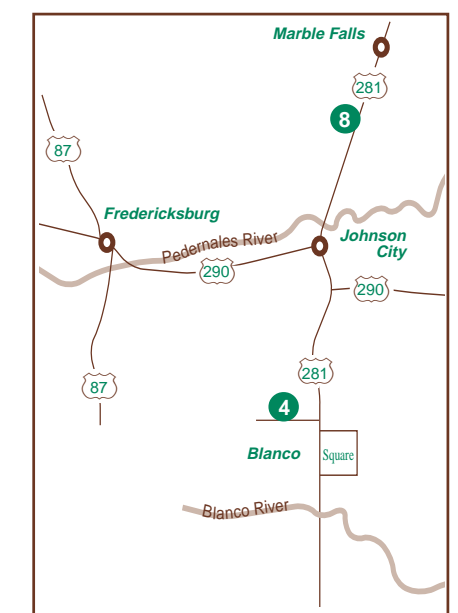 Marble Falls
281
8
87
Fredericksburg
Pedernales River
Johnson
City
290
290
281
87
4
Blanco
Square
Blanco River